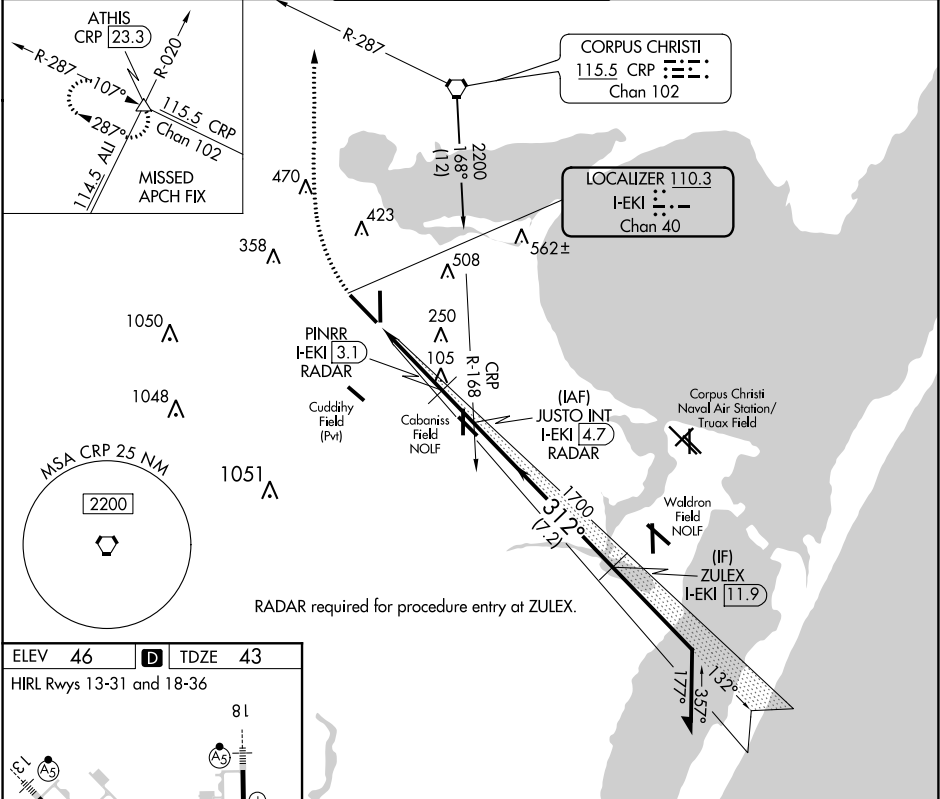 ATHIS
CRP 23.3
R-287
107°
287°
R-020
115.5 CRP
Chan 102
114.5 ALI
MISSED
APCH FIX
R-287
CORPUS CHRISTI
115.5 CRP
Chan 102
2200
168°
(12)
LOCALIZER 110.3
I-EKI
Chan 40
470
423
358
562±
508
1050
250
PINRR
I-EKI 3.1
RADAR
105
CRP
R-168
1048
Cuddihy
Field
(Pvt)
Cabaniss
Field
NOLF
(IAF)
JUSTO INT
I-EKI 4.7
RADAR
Corpus Christi
Naval Air Station/
Truax Field
MSA CRP 25 NM
2200
1051
1700
312°
(7.2)
Waldron
Field
NOLF
(IF)
ZULEX
I-EKI 11.9
RADAR required for procedure entry at ZULEX.
177°
357°
132°
ELEV 46 D TDZE 43
HIRL Rwys 13-31 and 18-36
18
A5
13
A5